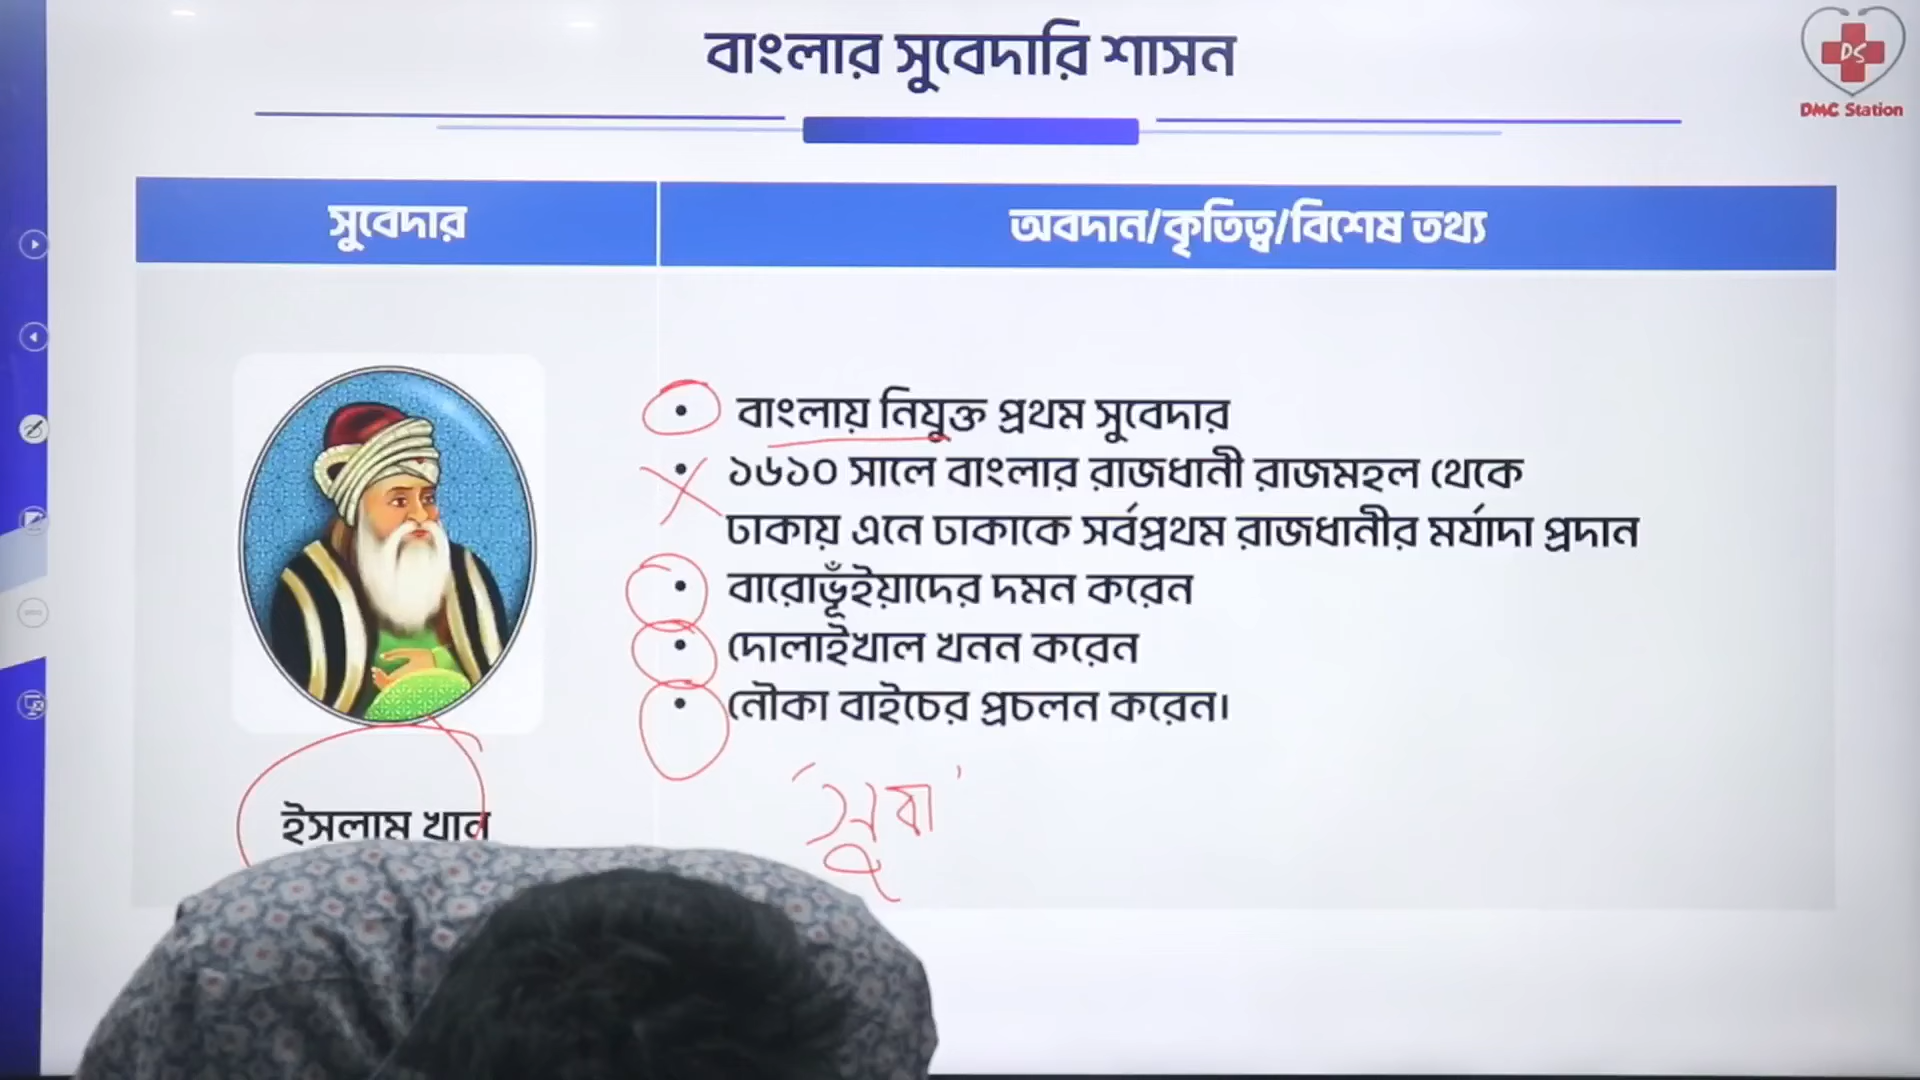 বাংলার সুবেদারি শাসন
DS
DMC Station
সুবেদার
অবদান/কৃতিত্ব/বিশেষ তথ্য
• বাংলায় নিযুক্ত প্রথম সুবেদার
• ১৬১০ সালে বাংলার রাজধানী রাজমহল থেকে
ঢাকায় এনে ঢাকাকে সর্বপ্রথম রাজধানীর মর্যাদা প্রদান
• বারোভূঁইয়াদের দমন করেন
• দোলাইখাল খনন করেন
• নৌকা বাইচের প্রচলন করেন।
ইসলাম খান
'সুবা'